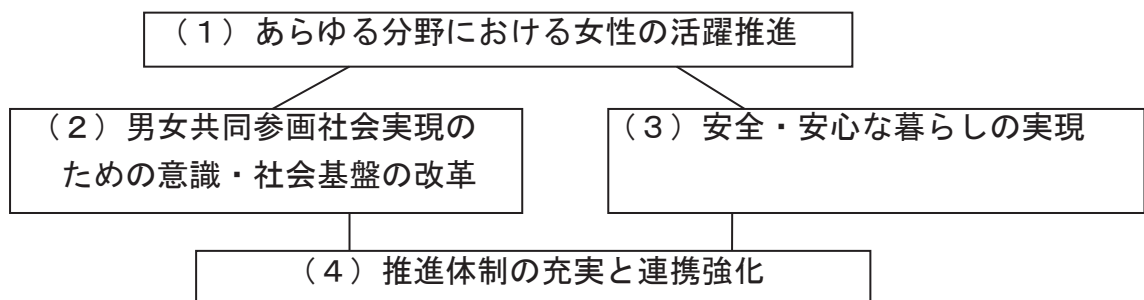 （１）あらゆる分野における女性の活躍推進
（２）男女共同参画社会実現の
ための意識・社会基盤の改革
（３）安全・安心な暮らしの実現
（４）推進体制の充実と連携強化